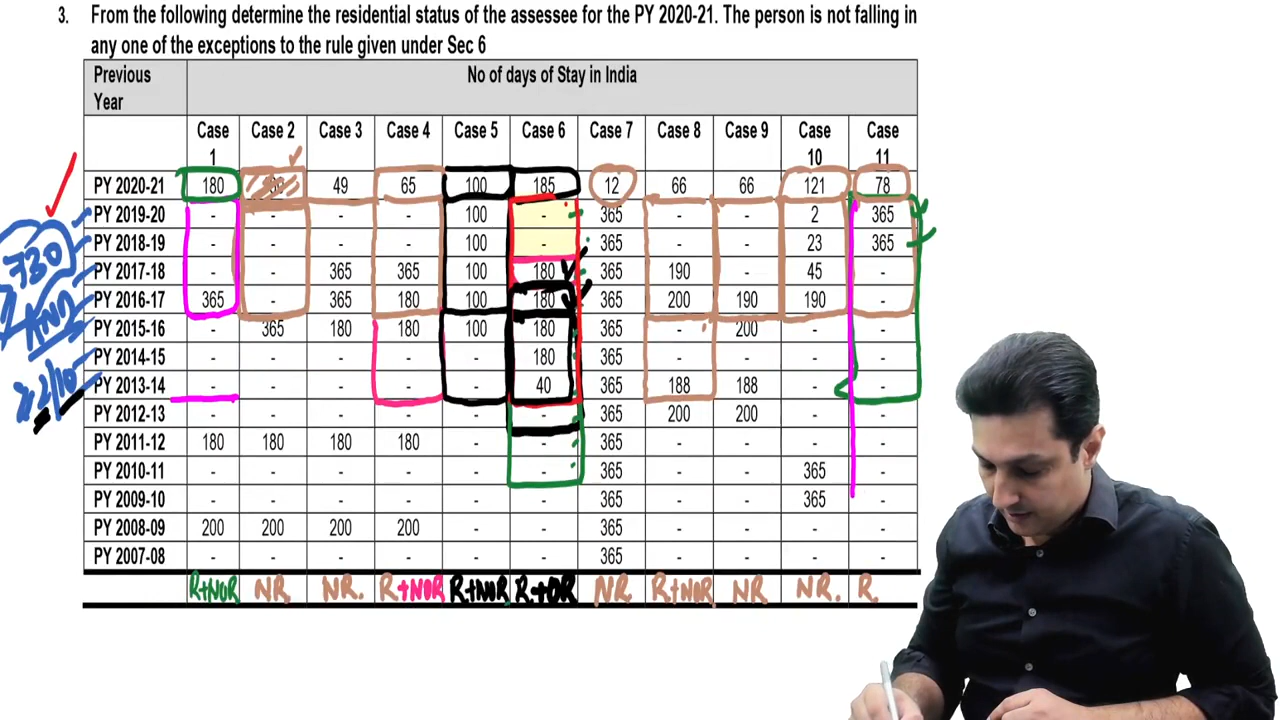 3. From the following determine the residential status of the assessee for the PY 2020-21. The person is not falling in
any one of the exceptions to the rule given under Sec 6
Previous Year No of days of Stay in India
Case 1 Case 2 Case 3 Case 4 Case 5 Case 6 Case 7 Case 8 Case 9 Case 10 Case 11
PY 2020-21 180 49 65 100 185 12 66 66 121 78
PY 2019-20 - - - - 100 - 365 - - 2 365
PY 2018-19 - - - - 100 - 365 - - 23 365
PY 2017-18 - - 365 365 100 180 365 190 - 45 -
PY 2016-17 365 - 365 180 100 180 365 200 190 190 -
PY 2015-16 - 365 180 180 100 180 365 - 200 - -
PY 2014-15 - - - - - 180 365 - - - -
PY 2013-14 - - - - - 40 365 188 188 - -
PY 2012-13 - - - - - - 365 200 200 - -
PY 2011-12 180 180 180 180 - - 365 - - - -
PY 2010-11 - - - - - - 365 - - 365 -
PY 2009-10 - - - - - - 365 - - 365 -
PY 2008-09 200 200 200 200 - - 365 - - - -
PY 2007-08 - - - - - - 365 - - - -
R+NOR NR. NR. R+NOR R+NOR R+OR NR. R+NOR NR. NR. R.
730
AND
2/10